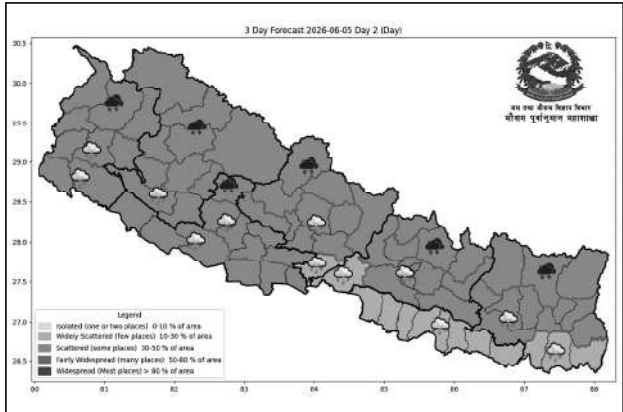 3 Day Forecast 2026-06-05 Day 2 (Day)
जल तथा मौसम विज्ञान विभाग
मौसम पूर्वानुमान महाशाखा
30.5
30.0
29.5
29.0
28.5
28.0
27.5
27.0
26.5
Legend
Isolated (one or two places) 0-10 % of area
Widely Scattered (few places) 10-30 % of area
Scattered (some places) 30-50 % of area
Fairly Widespread (many places) 50-80 % of area
Widespread (Most places) > 80 % of area
80 81 82 83 84 85 86 87 88